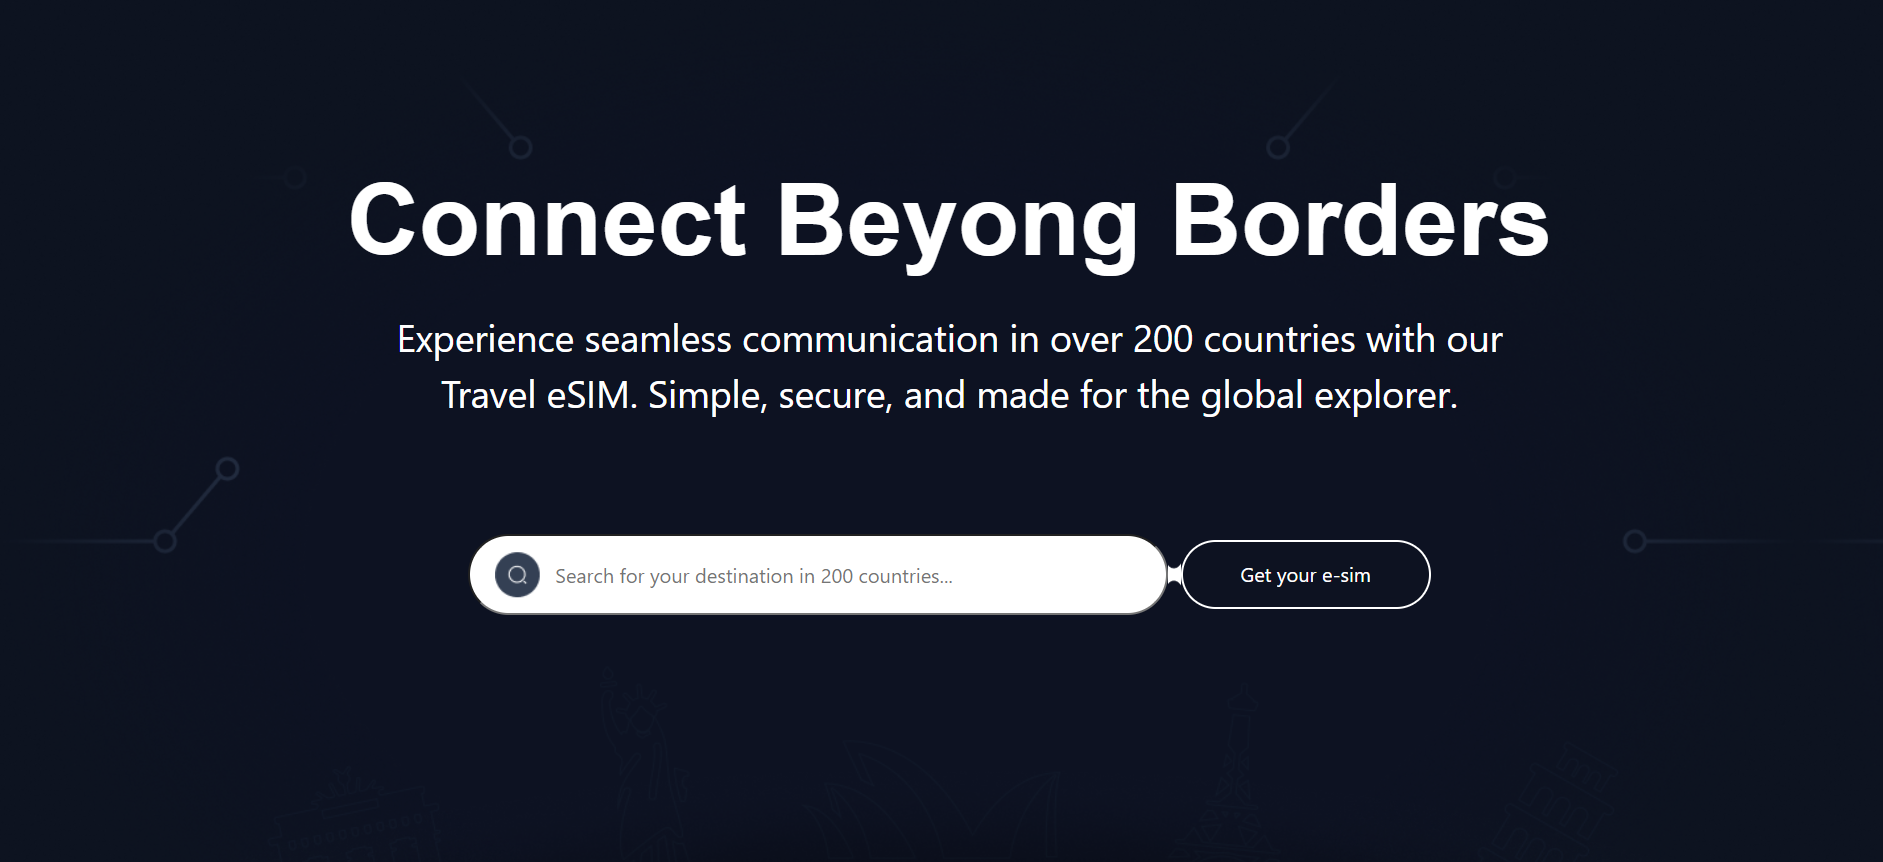 Connect Beyong Borders
Experience seamless communication in over 200 countries with our
Travel eSIM. Simple, secure, and made for the global explorer.
Search for your destination in 200 countries...
Get your e-sim